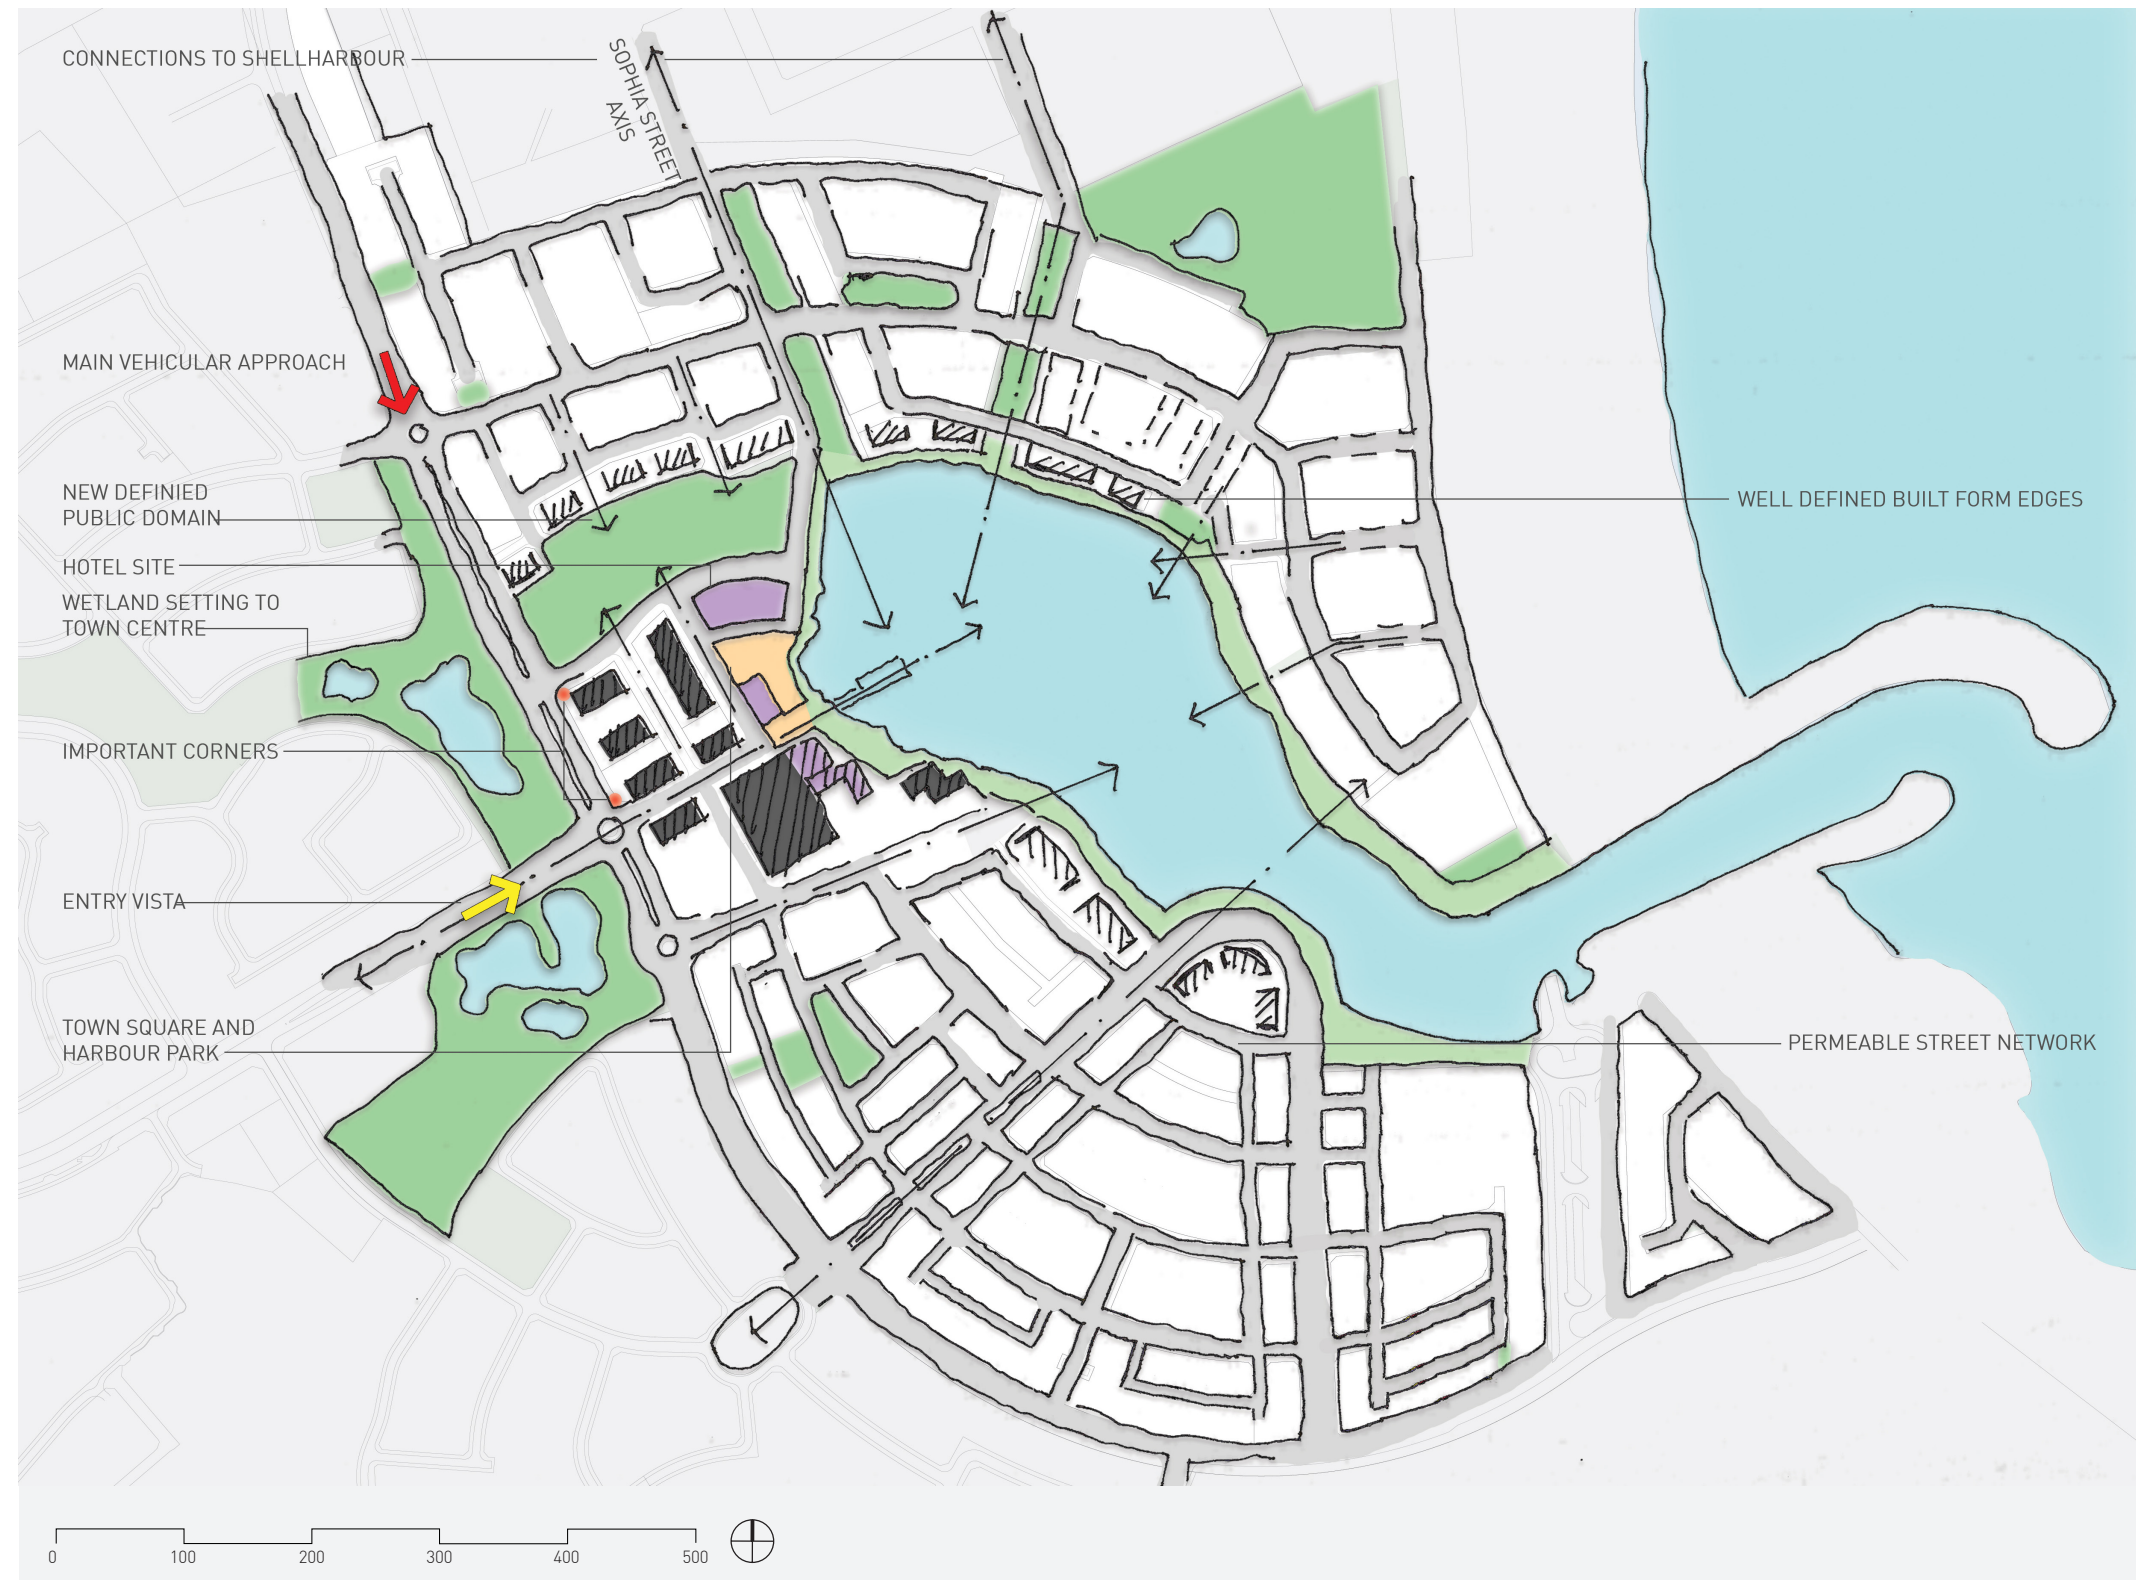 CONNECTIONS TO SHELLHARBOUR
SOPHIA STREET
AXIS
MAIN VEHICULAR APPROACH
NEW DEFINIED
PUBLIC DOMAIN
WELL DEFINED BUILT FORM EDGES
HOTEL SITE
WETLAND SETTING TO
TOWN CENTRE
IMPORTANT CORNERS
ENTRY VISTA
TOWN SQUARE AND
HARBOUR PARK
PERMEABLE STREET NETWORK
0 100 200 300 400 500